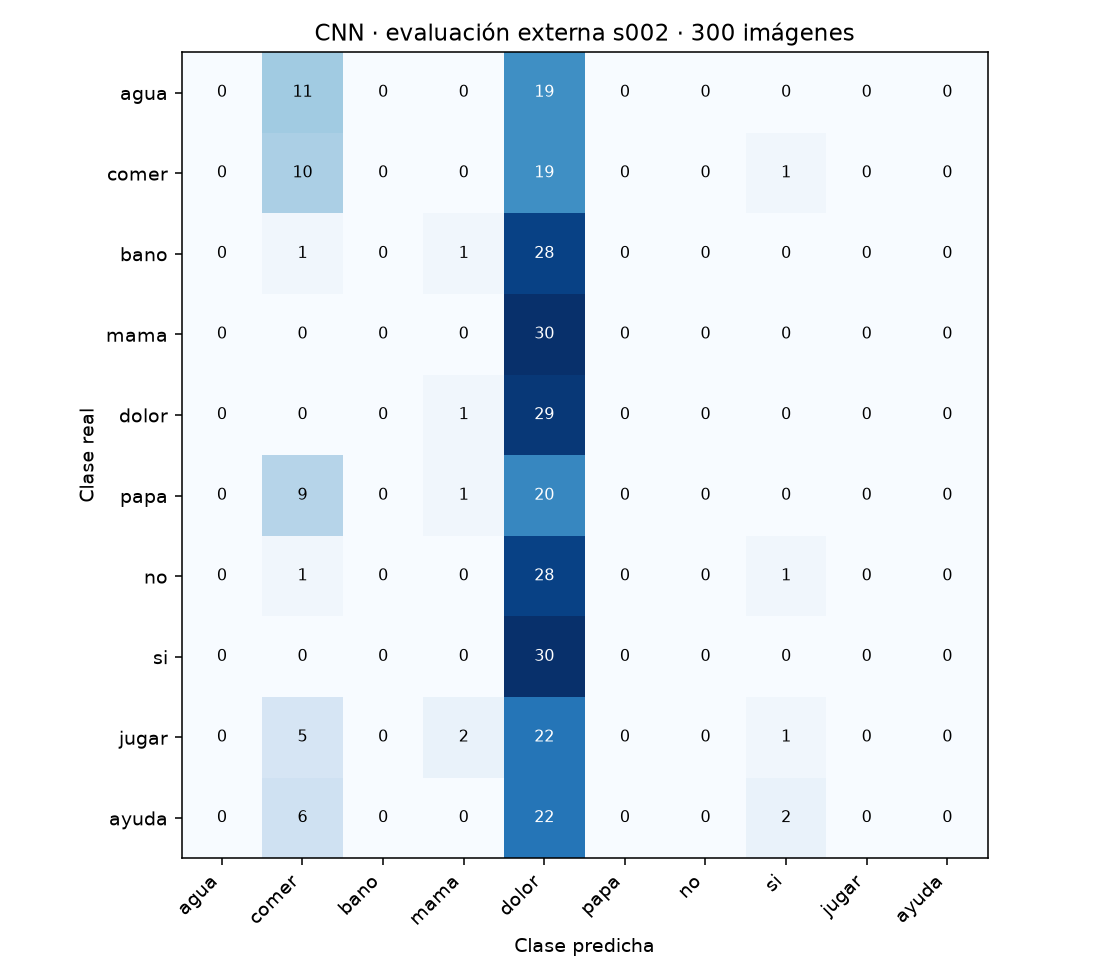 CNN · evaluación externa s002 · 300 imágenes
agua 0 11 0 0 19 0 0 0 0 0
comer 0 10 0 0 19 0 0 1 0 0
bano 0 1 0 1 28 0 0 0 0 0
mama 0 0 0 0 30 0 0 0 0 0
dolor 0 0 0 1 29 0 0 0 0 0
papa 0 9 0 1 20 0 0 0 0 0
no 0 1 0 0 28 0 0 1 0 0
si 0 0 0 0 30 0 0 0 0 0
jugar 0 5 0 2 22 0 0 1 0 0
ayuda 0 6 0 0 22 0 0 2 0 0
Clase real
agua comer bano mama dolor papa no si jugar ayuda
Clase predicha